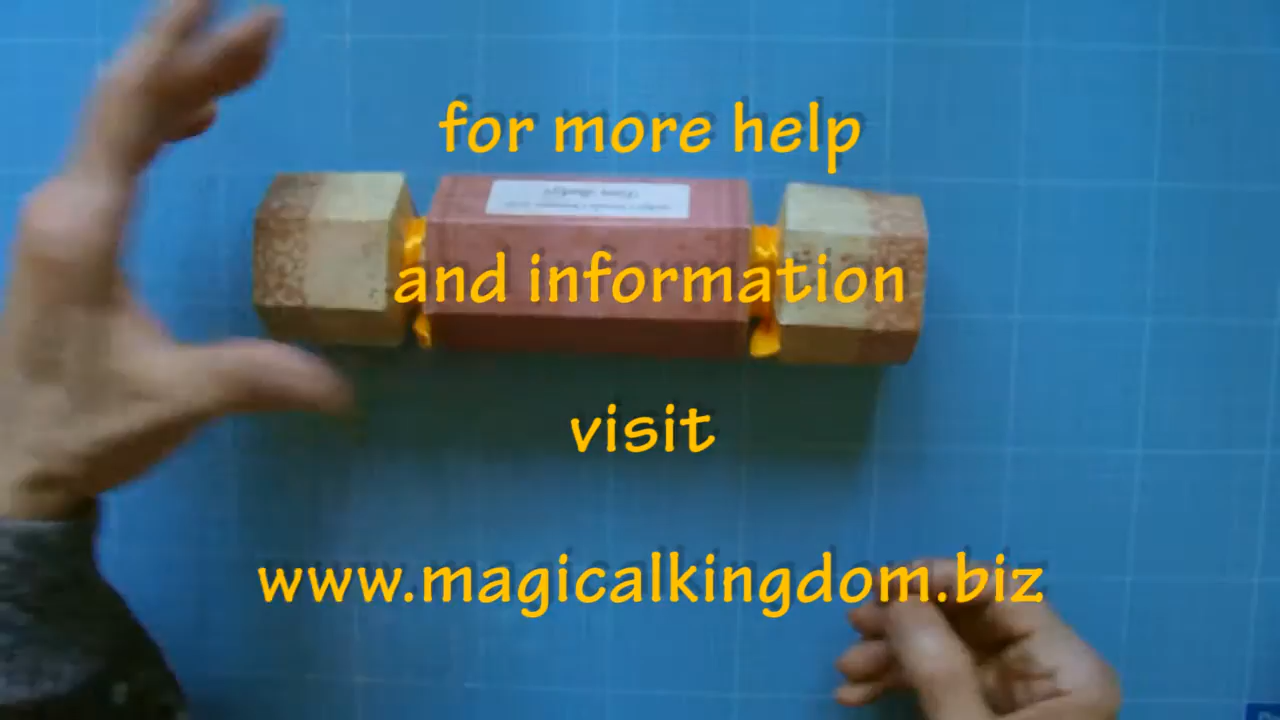 for more help
and information
visit
www.magicalkingdom.biz